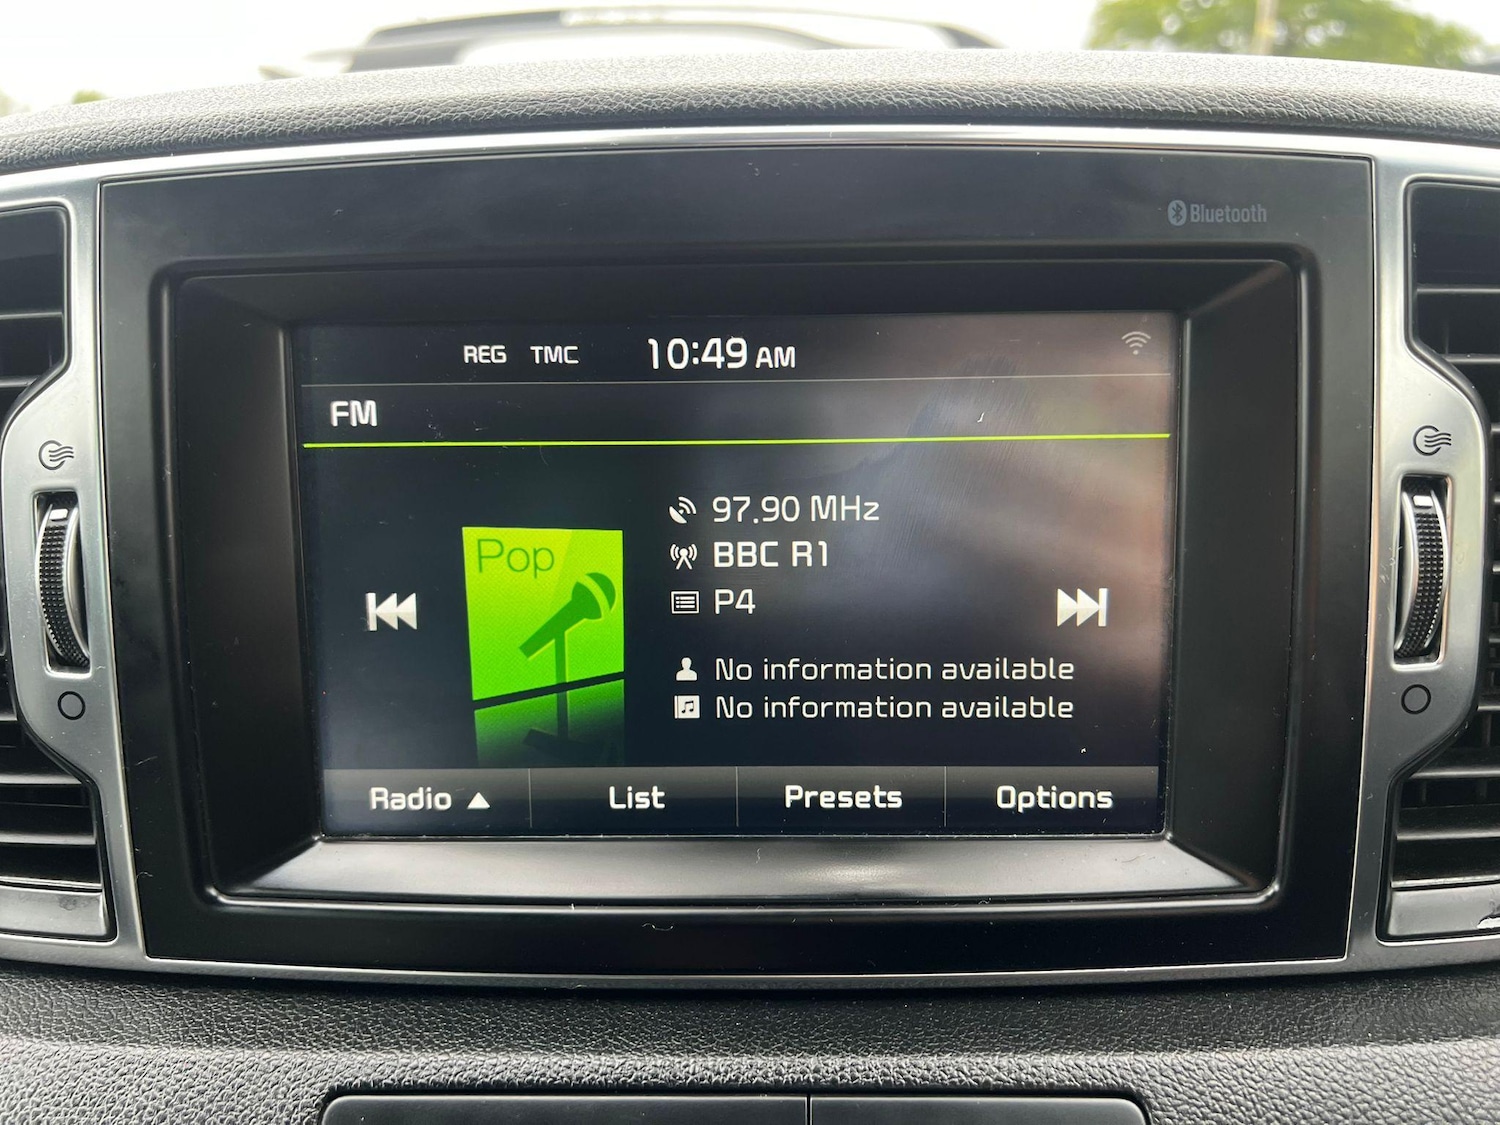 Bluetooth
REG TMC 10:49 AM
FM
97.90 MHz
Pop
BBC R1
P4
No information available
No information available
Radio ▲ List Presets Options